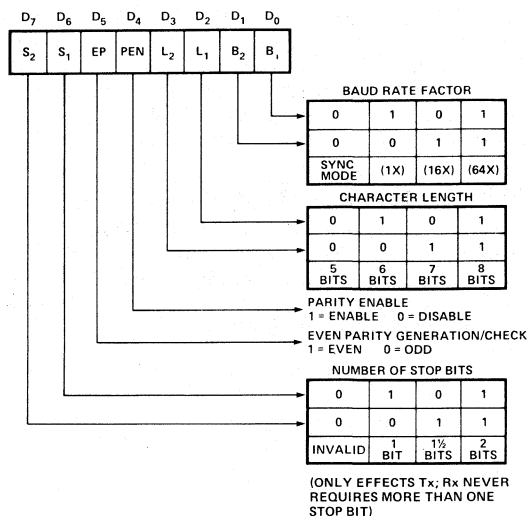 D7 D6 D5 D4 D3 D2 D1 D0
S2 S1 EP PEN L2 L1 B2 B1
BAUD RATE FACTOR
0 1 0 1
0 0 1 1
SYNC MODE (1X) (16X) (64X)
CHARACTER LENGTH
0 1 0 1
0 0 1 1
5 BITS 6 BITS 7 BITS 8 BITS
PARITY ENABLE
1 = ENABLE 0 = DISABLE
EVEN PARITY GENERATION/CHECK
1 = EVEN 0 = ODD
NUMBER OF STOP BITS
0 1 0 1
0 0 1 1
INVALID 1 BIT 1½ BITS 2 BITS
(ONLY EFFECTS Tx; Rx NEVER
REQUIRES MORE THAN ONE
STOP BIT)